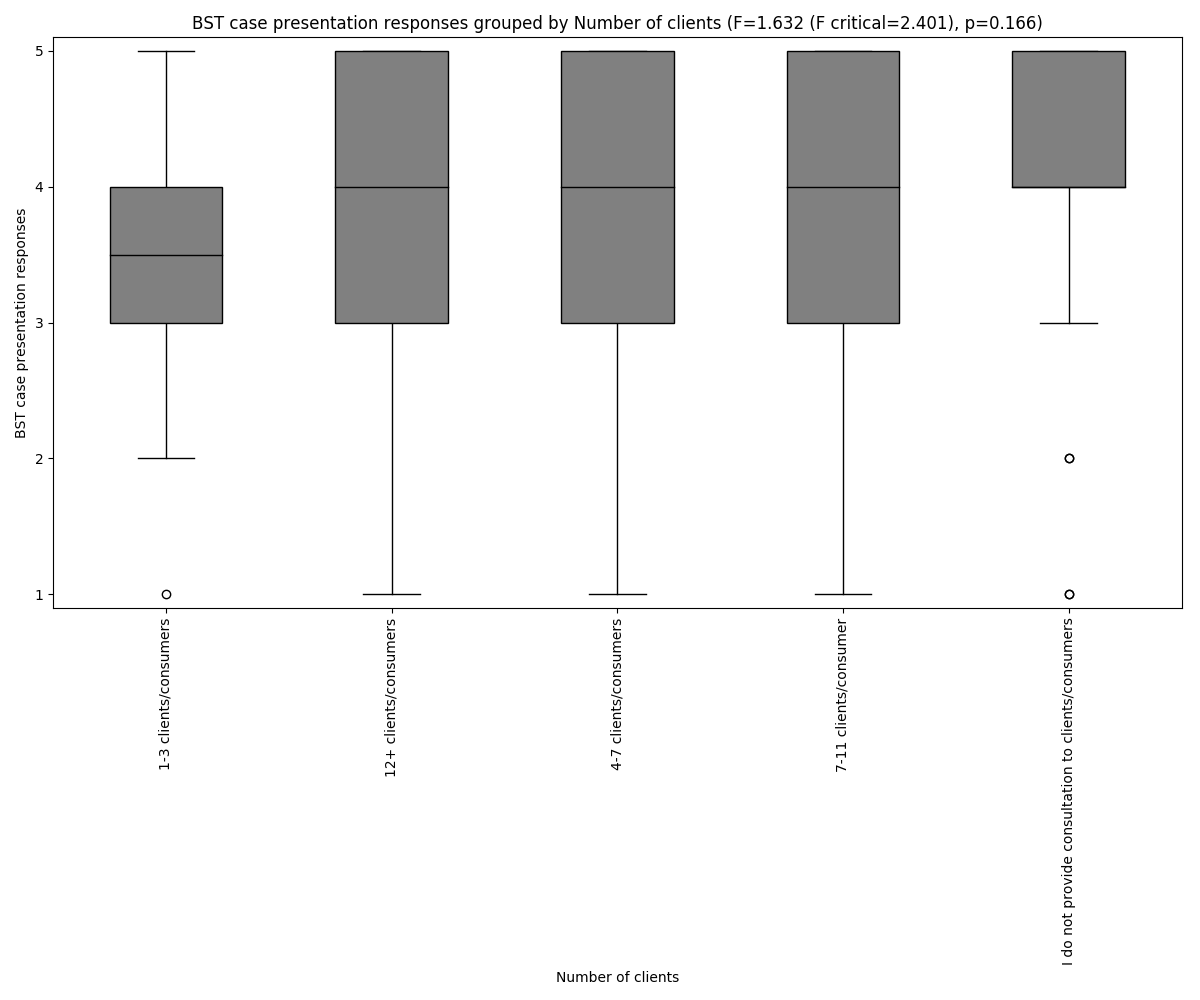 BST case presentation responses grouped by Number of clients (F=1.632 (F critical=2.401), p=0.166)
BST case presentation responses
5
4
3
2
1
1-3 clients/consumers
12+ clients/consumers
4-7 clients/consumers
7-11 clients/consumer
I do not provide consultation to clients/consumers
Number of clients